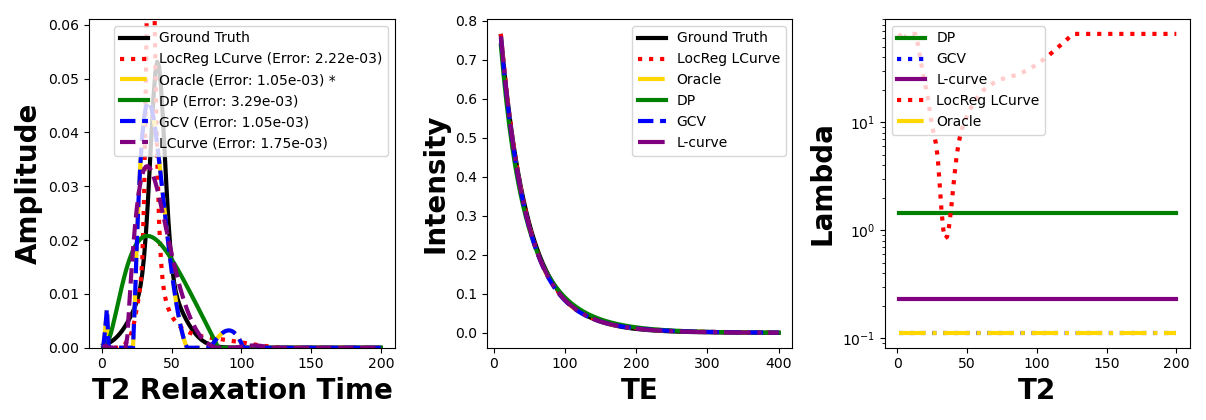 0.06
0.05
0.04
0.03
0.02
0.01
0.00
Amplitude
Ground Truth
LocReg LCurve (Error: 2.22e-03)
Oracle (Error: 1.05e-03) *
DP (Error: 3.29e-03)
GCV (Error: 1.05e-03)
LCurve (Error: 1.75e-03)
0 50 100 150 200
T2 Relaxation Time
0.8
0.7
0.6
0.5
0.4
0.3
0.2
0.1
0.0
Intensity
Ground Truth
LocReg LCurve
Oracle
DP
GCV
L-curve
0 100 200 300 400
TE
10¹
10⁰
10⁻¹
Lambda
DP
GCV
L-curve
LocReg LCurve
Oracle
0 50 100 150 200
T2